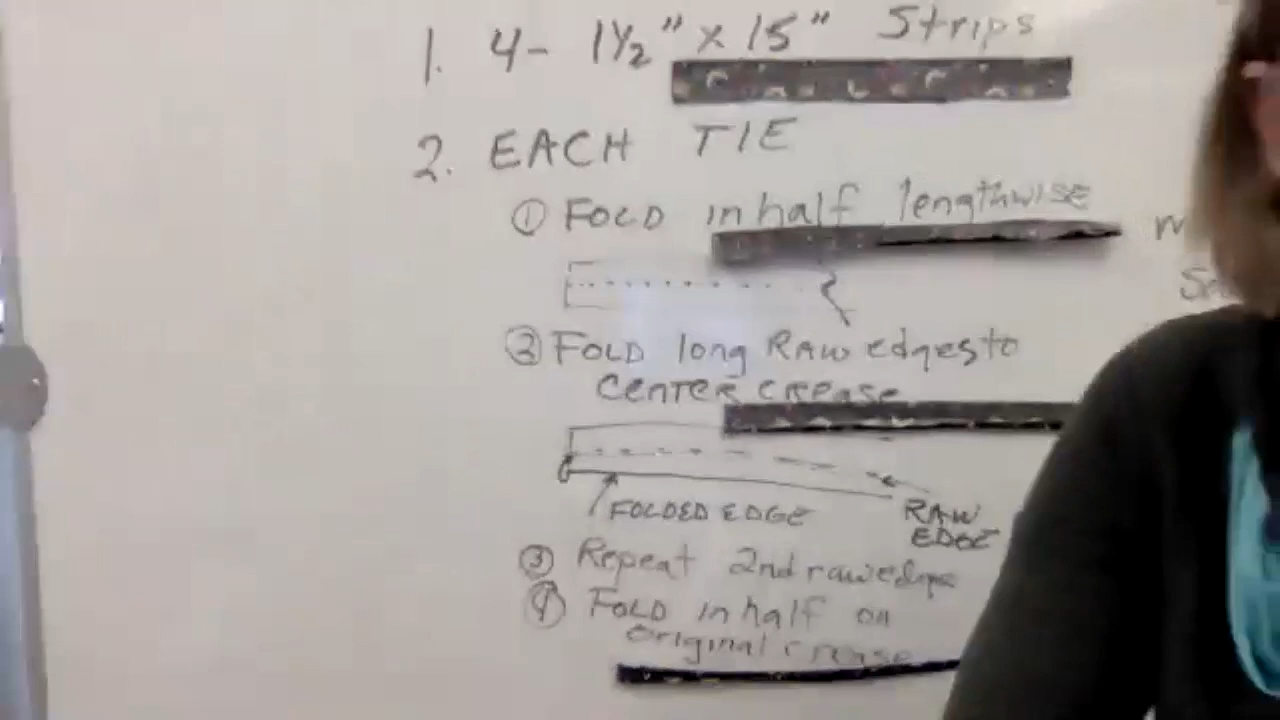 1. 4- 1½" x 15" Strips
2. EACH TIE
① FOLD in half lengthwise
② FOLD long RAW edges to
CENTER crease
FOLDED EDGE
RAW
EDGE
③ Repeat 2nd raw edge
④ FOLD in half on
original crease